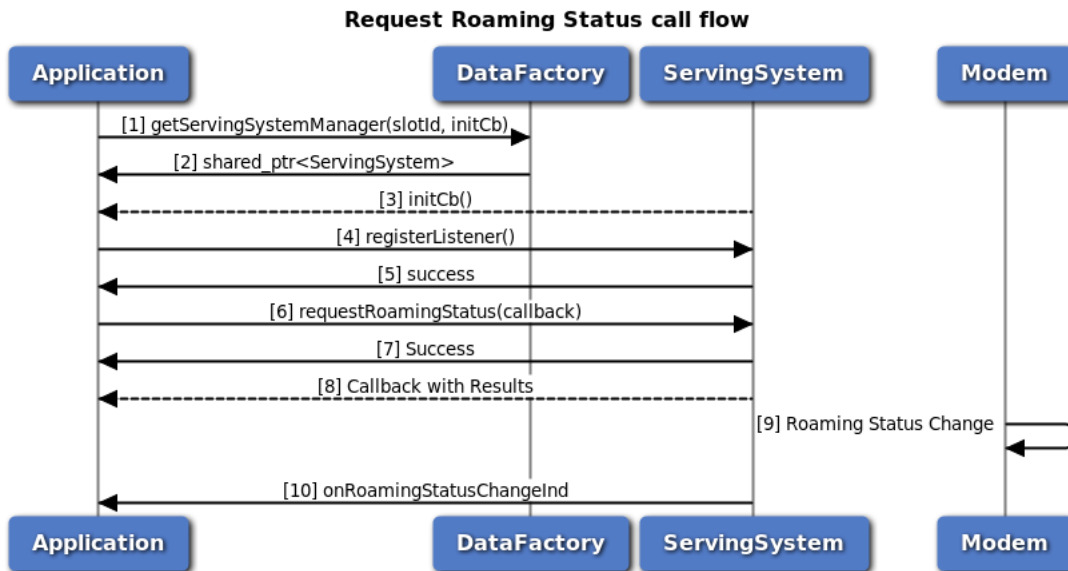 Request Roaming Status call flow
Application DataFactory ServingSystem Modem
[1] getServingSystemManager(slotId, initCb)
[2] shared_ptr<ServingSystem>
[3] initCb()
[4] registerListener()
[5] success
[6] requestRoamingStatus(callback)
[7] Success
[8] Callback with Results
[9] Roaming Status Change
[10] onRoamingStatusChangeInd
Application DataFactory ServingSystem Modem